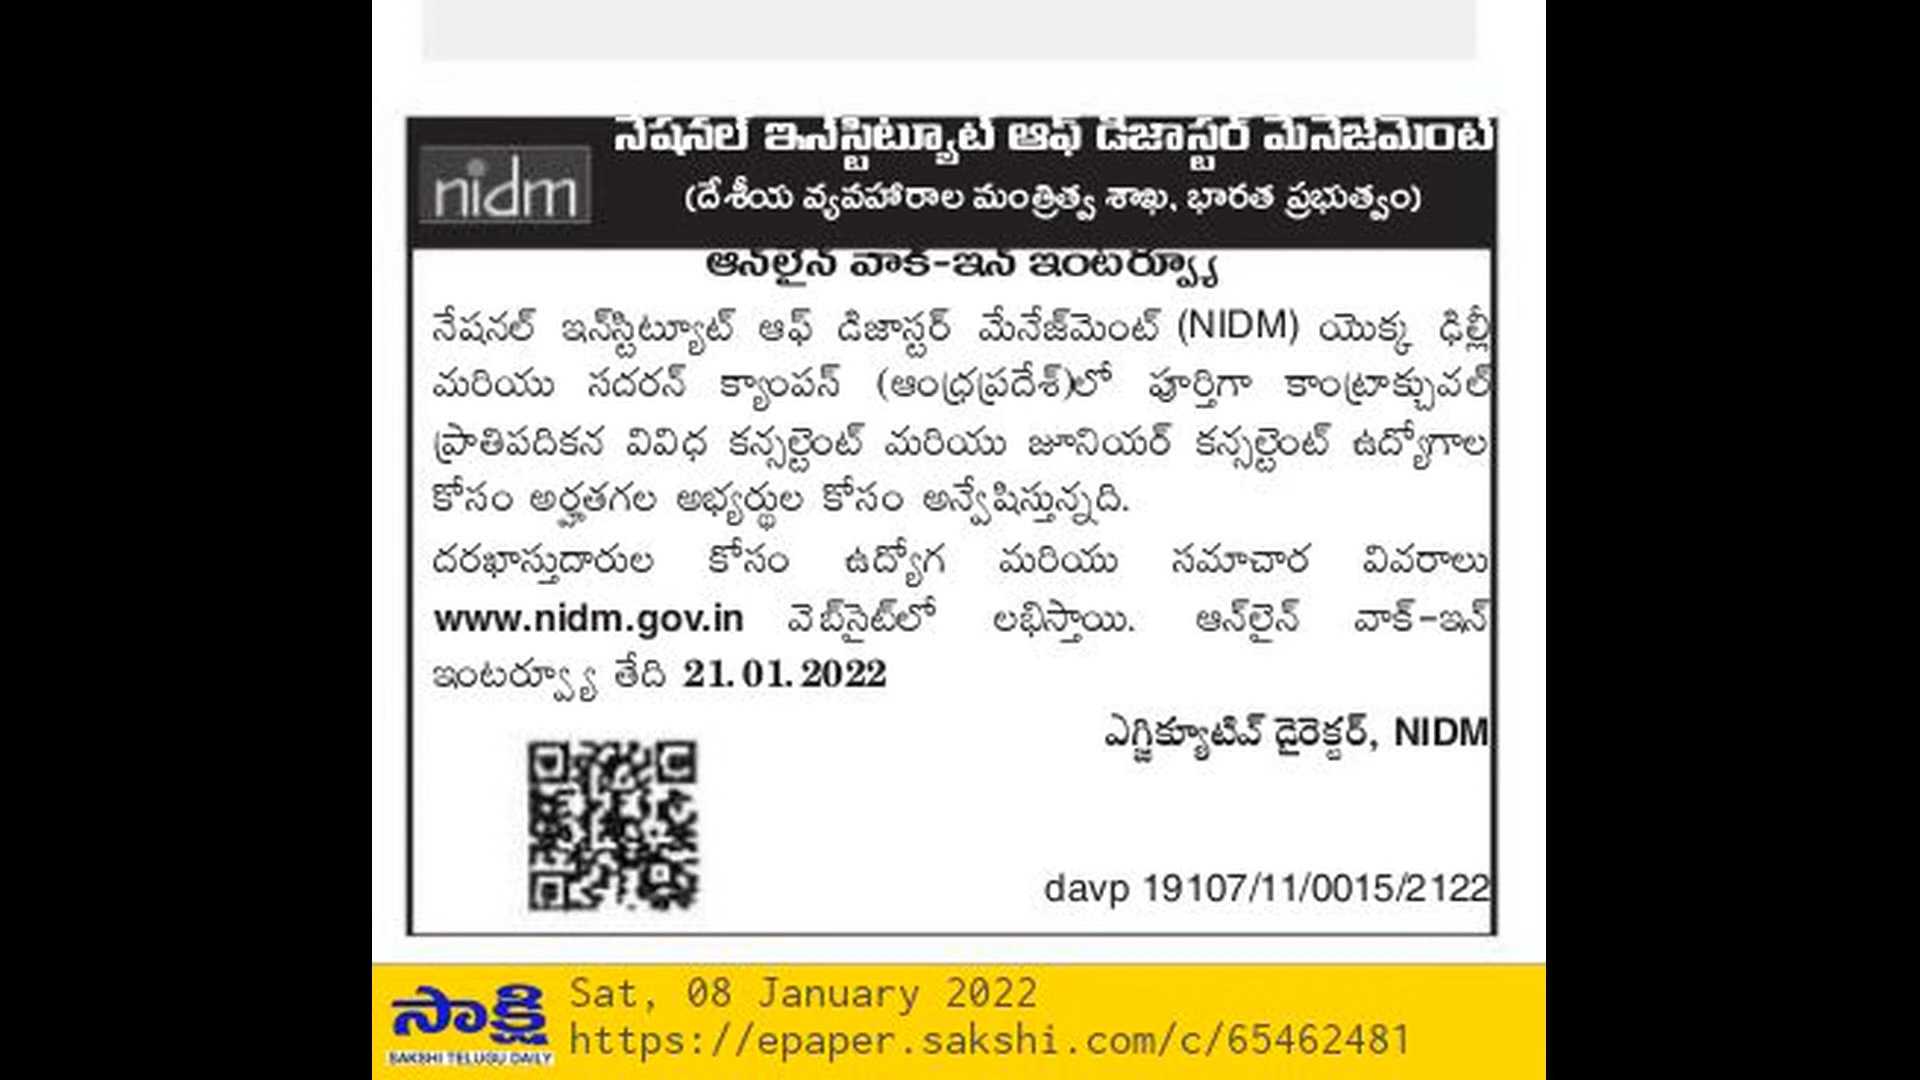 నేషనల్ ఇన్‌స్టిట్యూట్ ఆఫ్ డిజాస్టర్ మేనేజ్‌మెంట్
nidm
(దేశీయ వ్యవహారాల మంత్రిత్వ శాఖ, భారత ప్రభుత్వం)
ఆన్‌లైన్ వాక్-ఇన్ ఇంటర్వ్య్యూ
నేషనల్ ఇన్‌స్టిట్యూట్ ఆఫ్ డిజాస్టర్ మేనేజ్‌మెంట్ (NIDM) యొక్క ఢిల్లీ
మరియు సదరన్ క్యాంపన్ (ఆంధ్రప్రదేశ్)లో పూర్తిగా కాంట్రాక్చువల్
ప్రాతిపదికన వివిధ కన్సల్టెంట్ మరియు జూనియర్ కన్సల్టెంట్ ఉద్యోగాల
కోసం అర్హతగల అభ్యర్థుల కోసం అన్వేషిస్తున్నది.
దరఖాస్తుదారుల కోసం ఉద్యోగ మరియు సమాచార వివరాలు
www.nidm.gov.in వెబ్‌సైట్‌లో లభిస్తాయి. ఆన్‌లైన్ వాక్-ఇన్
ఇంటర్వ్య్యూ తేది 21.01.2022
ఎగ్జిక్యూటివ్ డైరెక్టర్, NIDM
davp 19107/11/0015/2122
సాక్షి
SAKSHI TELUGU DAILY
Sat, 08 January 2022
https://epaper.sakshi.com/c/65462481